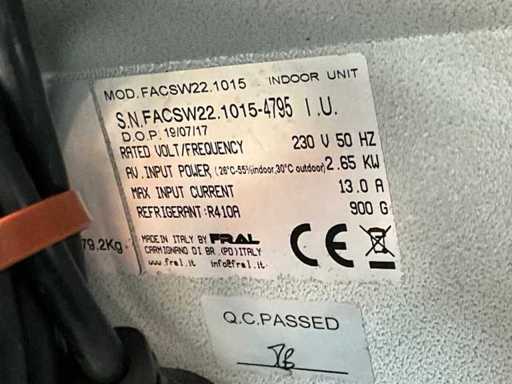 MOD.FACSW22.1015 INDOOR UNIT
S.N.FACSW22.1015-4795 I.U.
D.O.P. 19/07/17
RATED VOLT/FREQUENCY 230 V 50 HZ
AV.INPUT POWER,(26°C-55%indoor,30°C outdoor) 2.65 KW
MAX INPUT CURRENT 13.0 A
REFRIGERANT:R410A 900 G
79.2Kg.
MADE IN ITALY BY FRAL
CARMIGNANO DI BR.(PD)ITALY
www.fral.it info@fral.it
CE
Q.C.PASSED